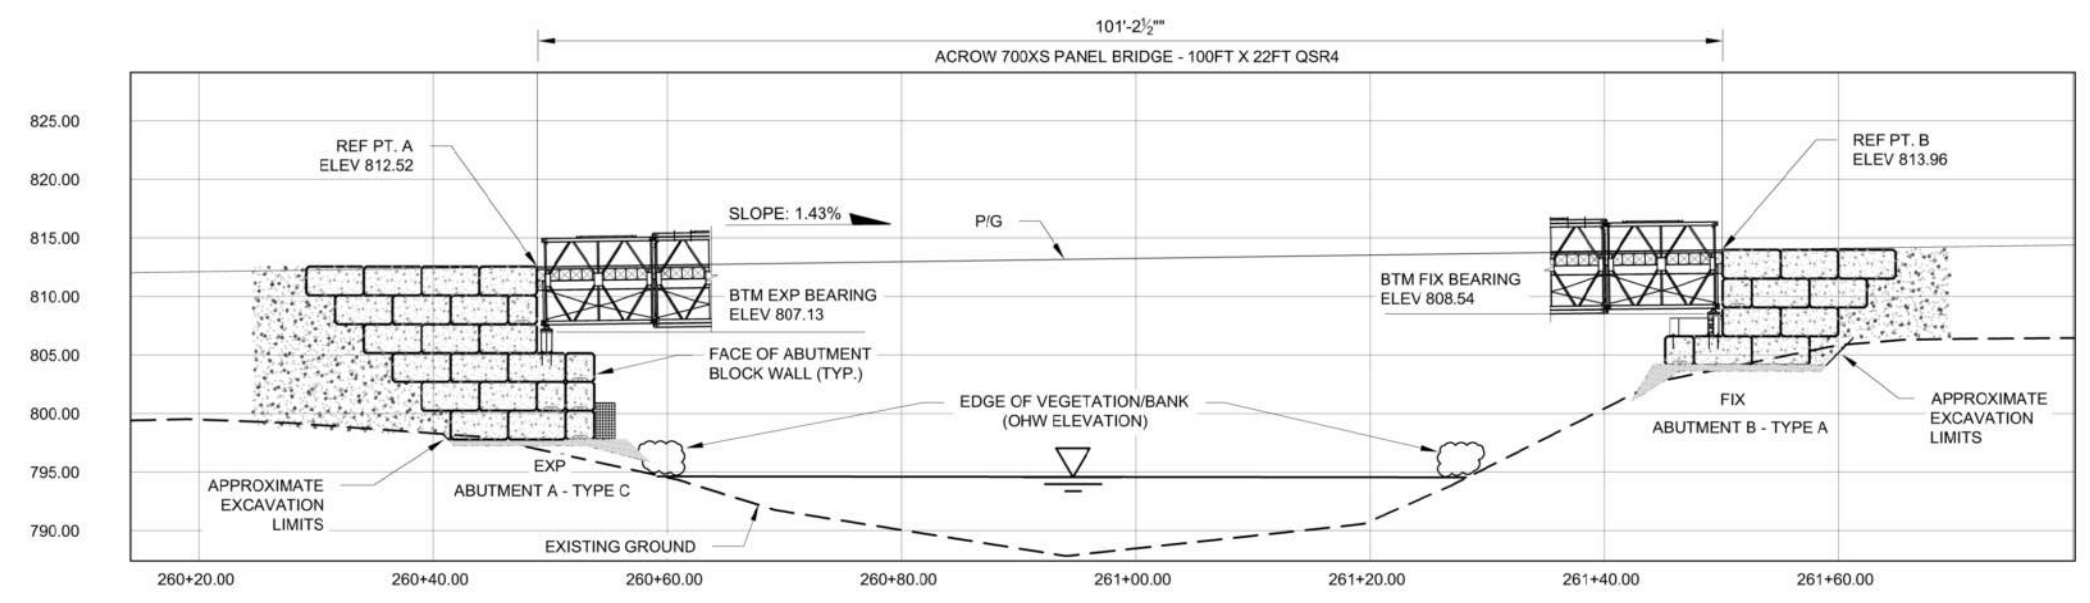 101'-2½""
ACROW 700XS PANEL BRIDGE - 100FT X 22FT QSR4
825.00
820.00
815.00
810.00
805.00
800.00
795.00
790.00
REF PT. A
ELEV 812.52
SLOPE: 1.43%
P/G
REF PT. B
ELEV 813.96
BTM EXP BEARING
ELEV 807.13
BTM FIX BEARING
ELEV 808.54
FACE OF ABUTMENT
BLOCK WALL (TYP.)
EDGE OF VEGETATION/BANK
(OHW ELEVATION)
FIX
ABUTMENT B - TYPE A
APPROXIMATE
EXCAVATION
LIMITS
EXP
ABUTMENT A - TYPE C
APPROXIMATE
EXCAVATION
LIMITS
EXISTING GROUND
260+20.00
260+40.00
260+60.00
260+80.00
261+00.00
261+20.00
261+40.00
261+60.00